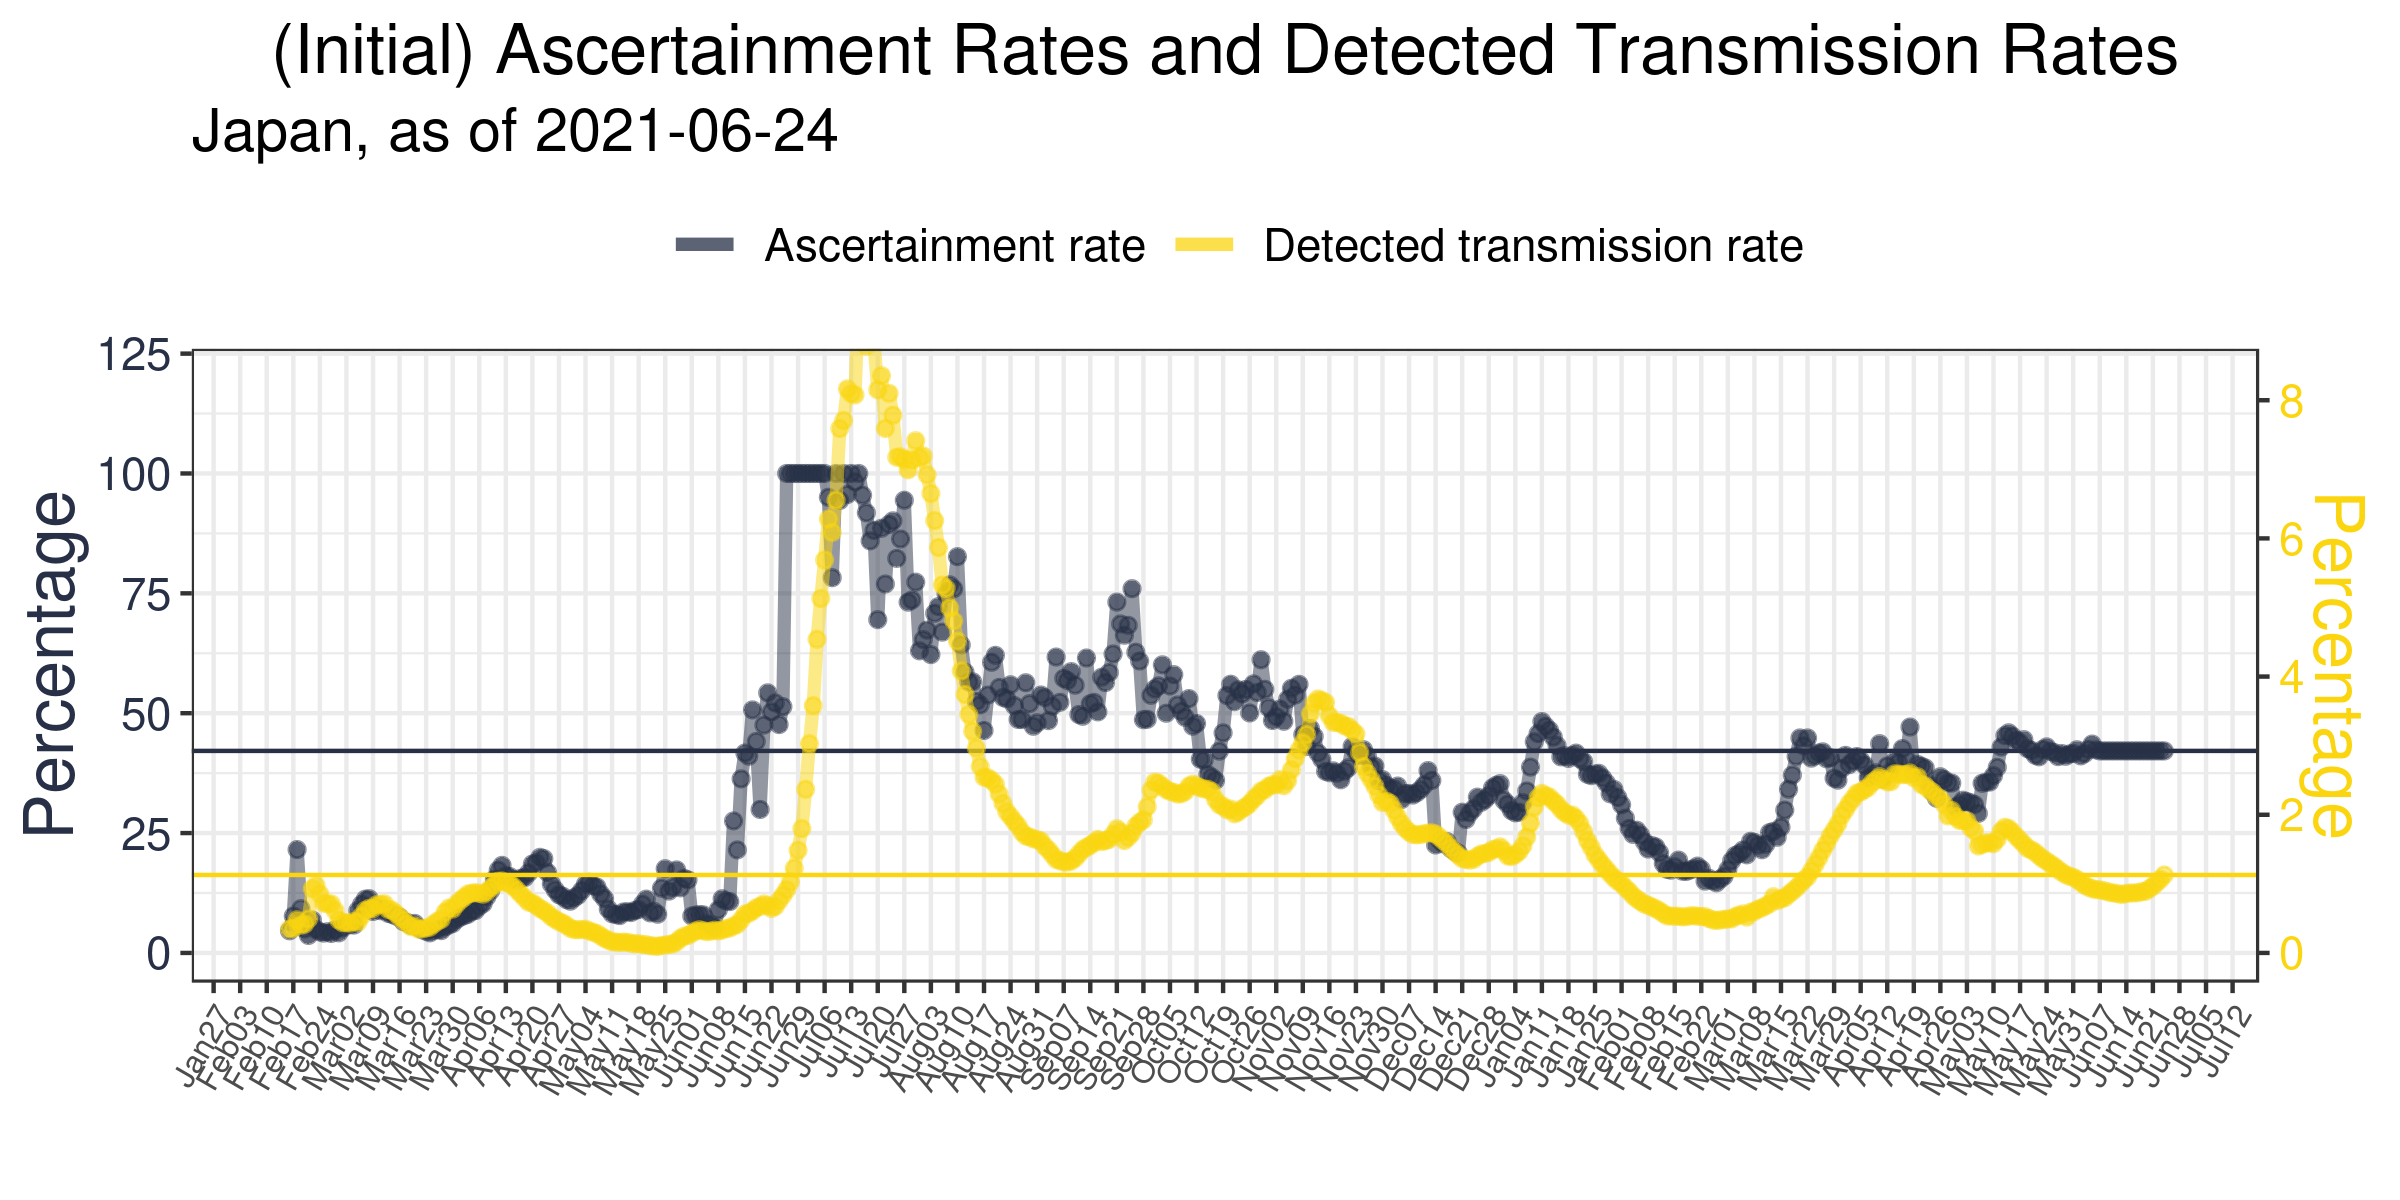 (Initial) Ascertainment Rates and Detected Transmission Rates
Japan, as of 2021-06-24
Ascertainment rate
Detected transmission rate
Percentage
125
100
75
50
25
0
8
6
4
2
0
Percentage
Jan27
Feb03
Feb10
Feb17
Feb24
Mar02
Mar09
Mar16
Mar23
Mar30
Apr06
Apr13
Apr20
Apr27
May04
May11
May18
May25
Jun01
Jun08
Jun15
Jun22
Jun29
Jul06
Jul13
Jul20
Jul27
Aug03
Aug10
Aug17
Aug24
Aug31
Sep07
Sep14
Sep21
Sep28
Oct05
Oct12
Oct19
Oct26
Nov02
Nov09
Nov16
Nov23
Nov30
Dec07
Dec14
Dec21
Dec28
Jan04
Jan11
Jan18
Jan25
Feb01
Feb08
Feb15
Feb22
Mar01
Mar08
Mar15
Mar22
Mar29
Apr05
Apr12
Apr19
Apr26
May03
May10
May17
May24
May31
Jun07
Jun14
Jun21
Jun28
Jul05
Jul12